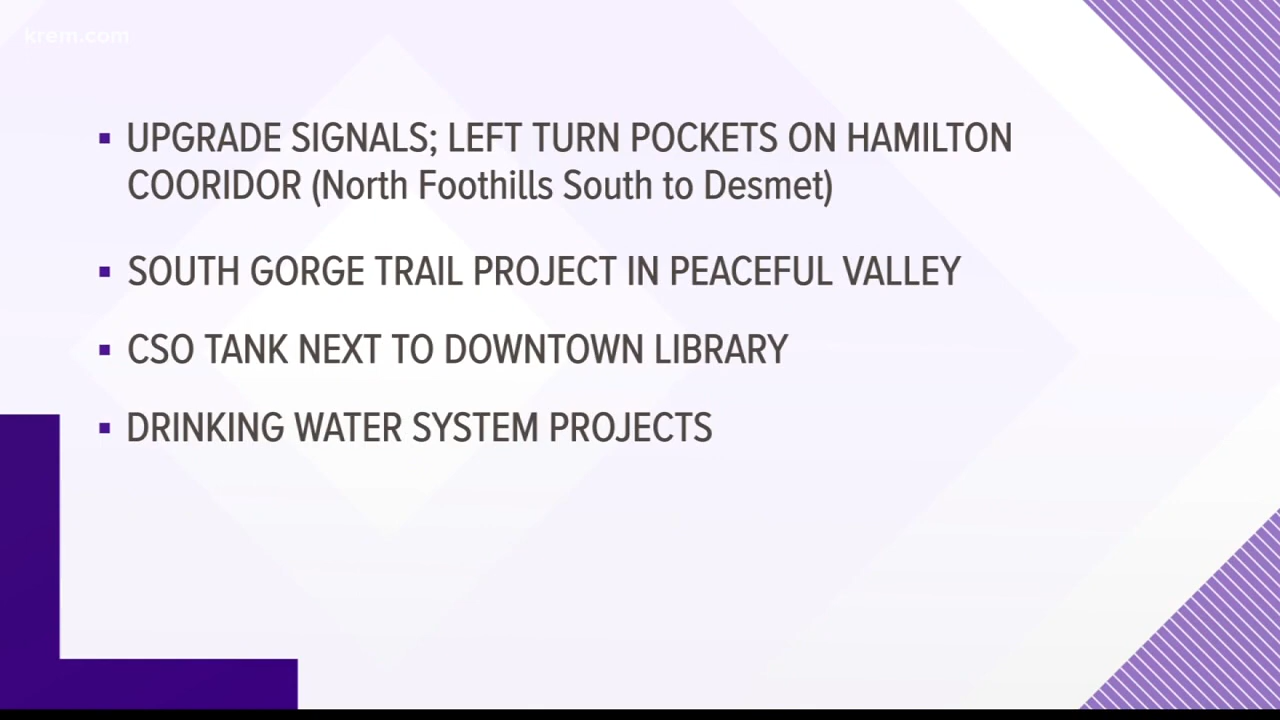 krem.com
▪ UPGRADE SIGNALS; LEFT TURN POCKETS ON HAMILTON
COORIDOR (North Foothills South to Desmet)
▪ SOUTH GORGE TRAIL PROJECT IN PEACEFUL VALLEY
▪ CSO TANK NEXT TO DOWNTOWN LIBRARY
▪ DRINKING WATER SYSTEM PROJECTS